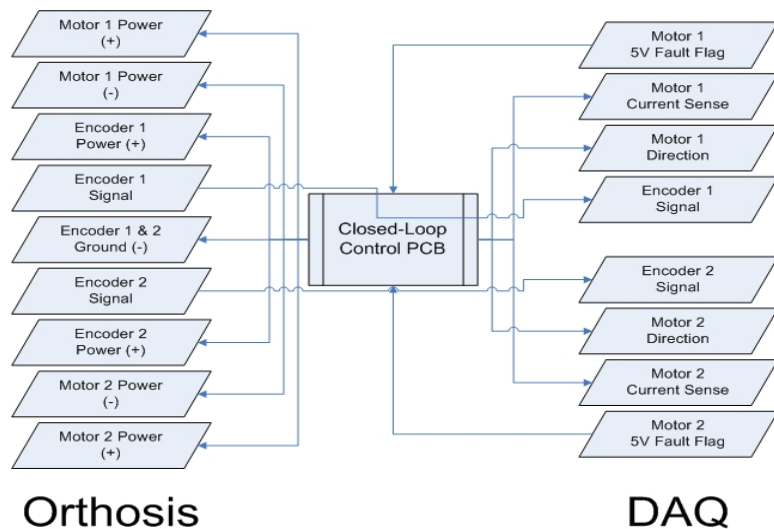 Motor 1 Power
(+)
Motor 1 Power
(-)
Encoder 1
Power (+)
Encoder 1
Signal
Encoder 1 & 2
Ground (-)
Encoder 2
Signal
Encoder 2
Power (+)
Motor 2 Power
(-)
Motor 2 Power
(+)
Orthosis
Closed-Loop
Control PCB
Motor 1
5V Fault Flag
Motor 1
Current Sense
Motor 1
Direction
Encoder 1
Signal
Encoder 2
Signal
Motor 2
Direction
Motor 2
Current Sense
Motor 2
5V Fault Flag
DAQ